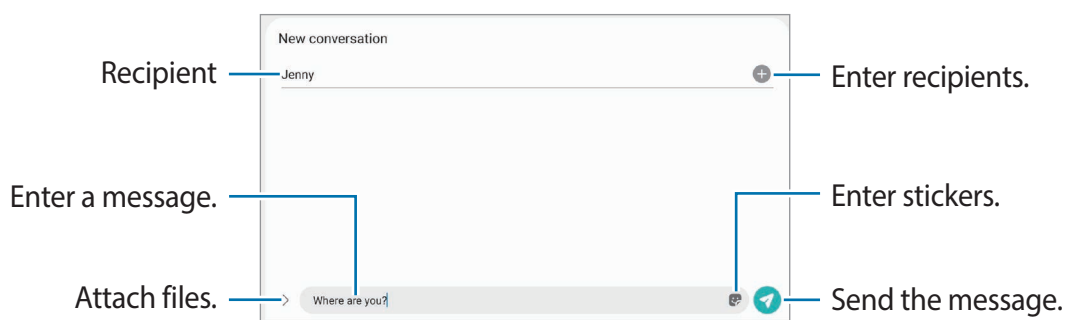 New conversation
Recipient
Jenny
Enter recipients.
Enter a message.
Enter stickers.
Attach files.
Where are you?
Send the message.